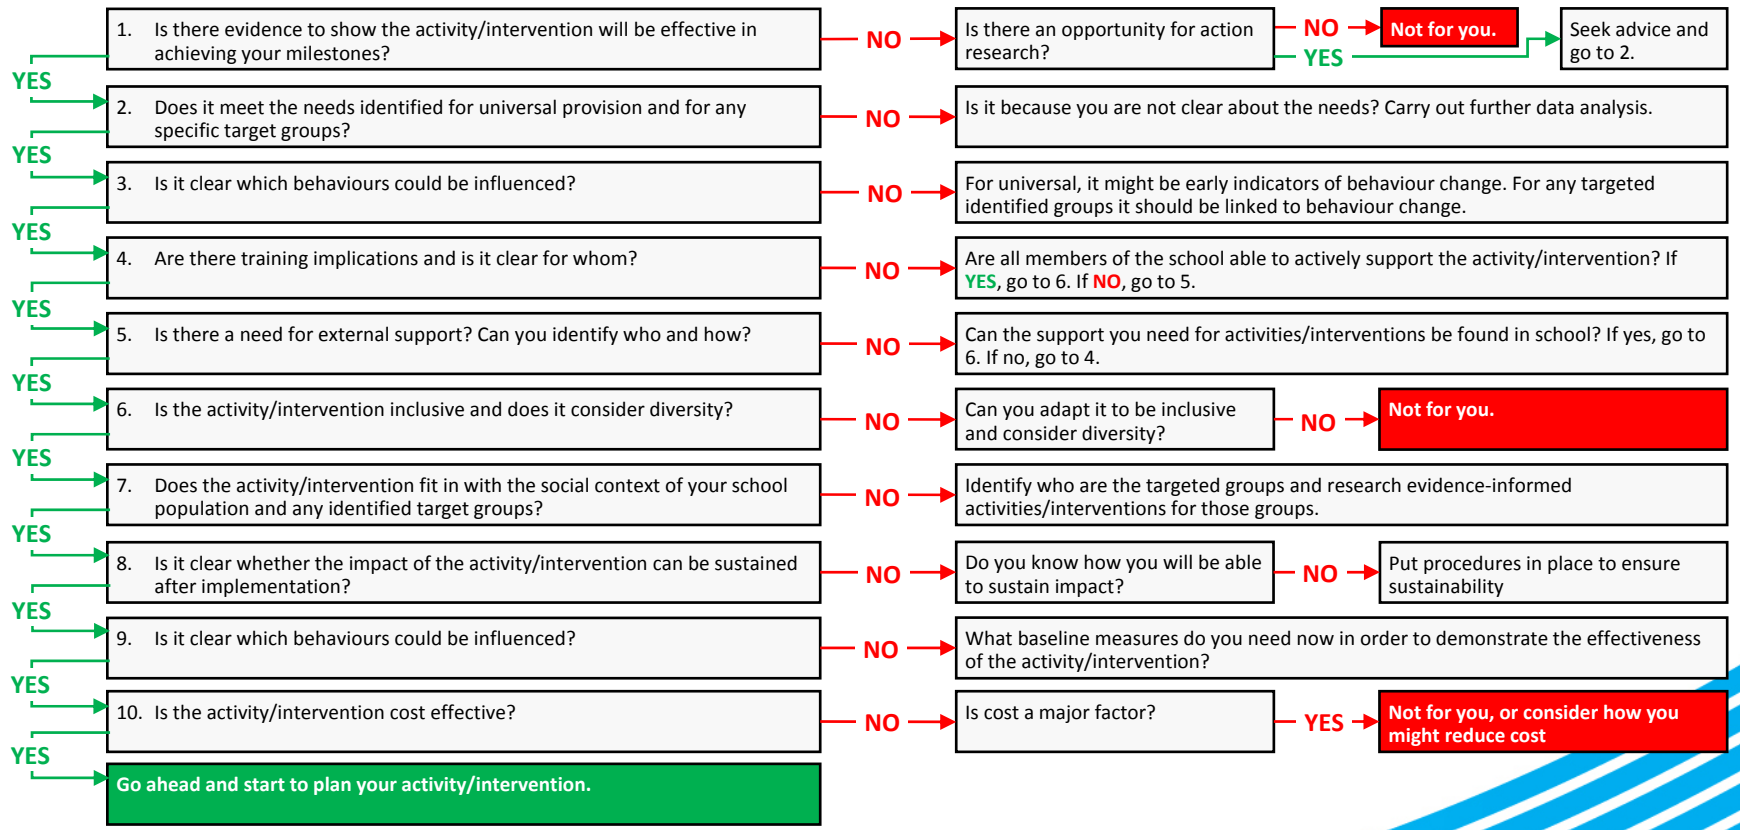 1. Is there evidence to show the activity/intervention will be effective in
achieving your milestones?
NO
Is there an opportunity for action
research?
NO
Not for you.
YES
Seek advice and
go to 2.
YES
2. Does it meet the needs identified for universal provision and for any
specific target groups?
NO
Is it because you are not clear about the needs? Carry out further data analysis.
YES
3. Is it clear which behaviours could be influenced?
NO
For universal, it might be early indicators of behaviour change. For any targeted
identified groups it should be linked to behaviour change.
YES
4. Are there training implications and is it clear for whom?
NO
Are all members of the school able to actively support the activity/intervention? If
YES, go to 6. If NO, go to 5.
YES
5. Is there a need for external support? Can you identify who and how?
NO
Can the support you need for activities/interventions be found in school? If yes, go to
6. If no, go to 4.
YES
6. Is the activity/intervention inclusive and does it consider diversity?
NO
Can you adapt it to be inclusive
and consider diversity?
NO
Not for you.
YES
7. Does the activity/intervention fit in with the social context of your school
population and any identified target groups?
NO
Identify who are the targeted groups and research evidence-informed
activities/interventions for those groups.
YES
8. Is it clear whether the impact of the activity/intervention can be sustained
after implementation?
NO
Do you know how you will be able
to sustain impact?
NO
Put procedures in place to ensure
sustainability
YES
9. Is it clear which behaviours could be influenced?
NO
What baseline measures do you need now in order to demonstrate the effectiveness
of the activity/intervention?
YES
10. Is the activity/intervention cost effective?
NO
Is cost a major factor?
YES
Not for you, or consider how you
might reduce cost
YES
Go ahead and start to plan your activity/intervention.